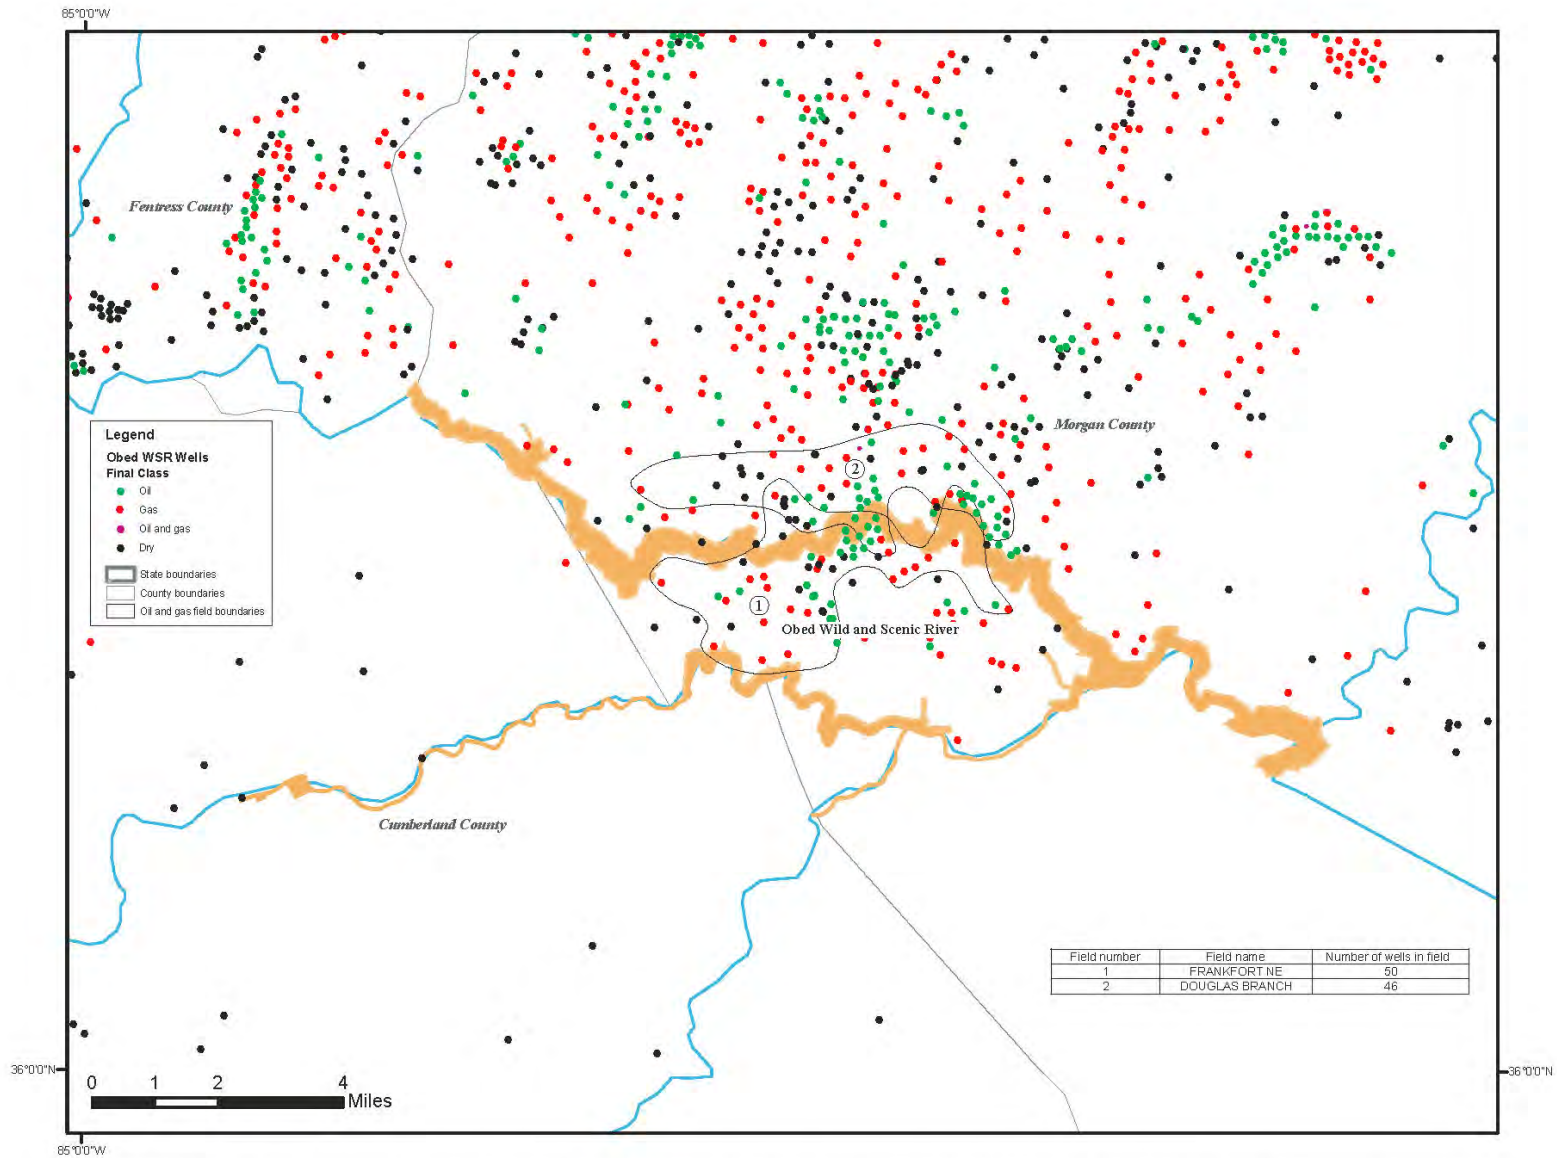 85°0'0"W
Fentress County
Morgan County
Legend
Obed WSR Wells
Final Class
Oil
Gas
Oil and gas
Dry
State boundaries
County boundaries
Oil and gas field boundaries
2
1
Obed Wild and Scenic River
Cumberland County
Field number Field name Number of wells in field
1 FRANKFORT NE 50
2 DOUGLAS BRANCH 46
36°0'0"N 36°0'0"N
0 1 2 4
Miles
85°0'0"W